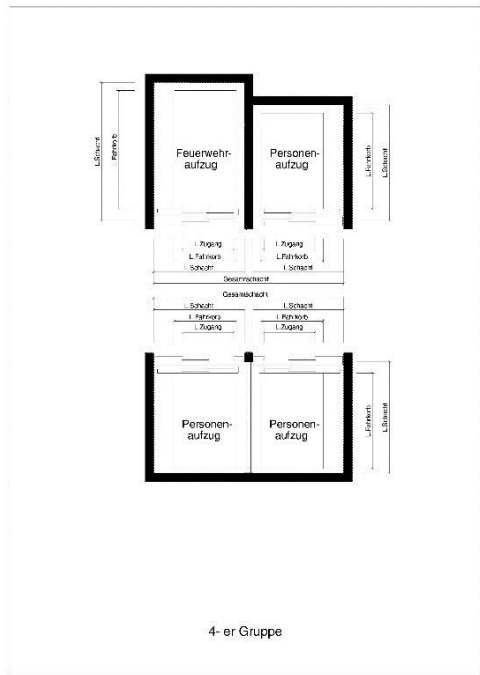 Feuerwehr-
aufzug
Personen-
aufzug
L.Schacht
Fahrkorb
L.Fahrkorb
L.Schacht
L.Zugang
L.Zugang
L.Fahrkorb
L.Fahrkorb
L.Schacht
L.Schacht
Gesamtschacht
Gesamtschacht
L.Schacht
L.Schacht
l. Fahrkorb
l. Fahrkorb
L.Zugang
L.Zugang
Personen-
aufzug
Personen-
aufzug
L.Fahrkorb
L.Schacht
4- er Gruppe